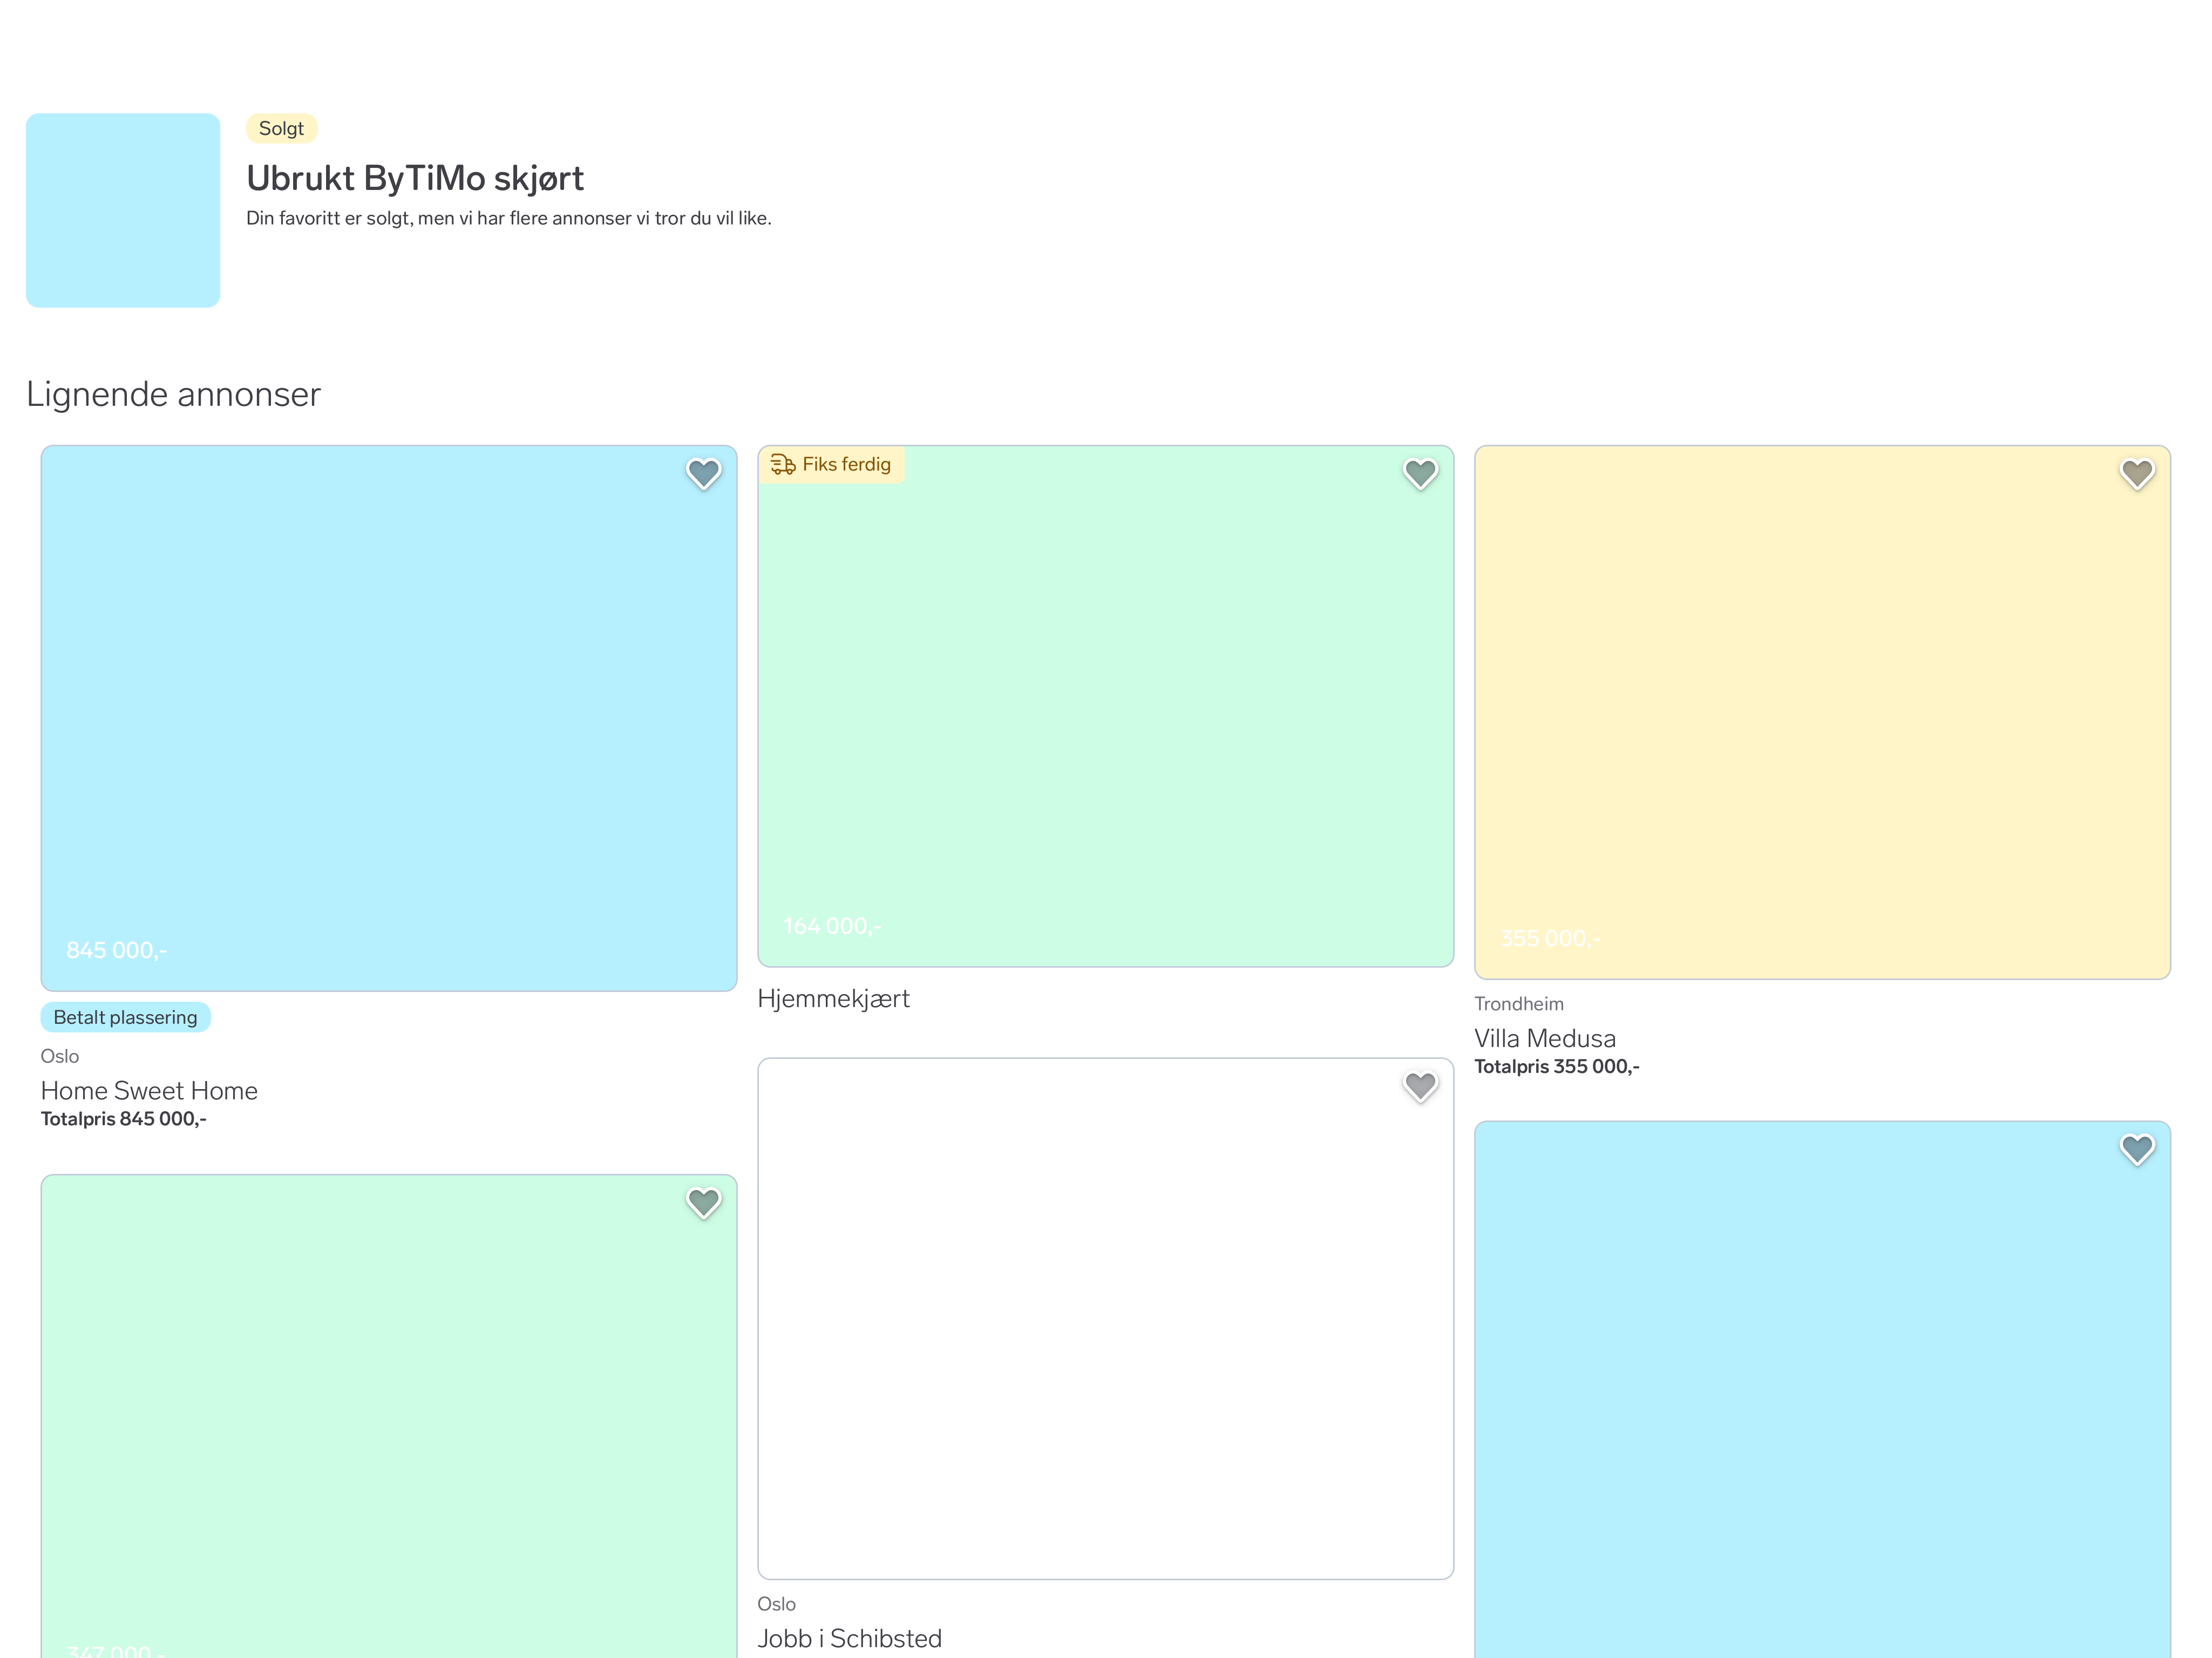 Solgt
Ubrukt ByTiMo skjørt
Din favoritt er solgt, men vi har flere annonser vi tror du vil like.
Lignende annonser
845 000,-
Betalt plassering
Oslo
Home Sweet Home
Totalpris 845 000,-
Fiks ferdig
164 000,-
Hjemmekjært
355 000,-
Trondheim
Villa Medusa
Totalpris 355 000,-
347 000,-
Oslo
Jobb i Schibsted